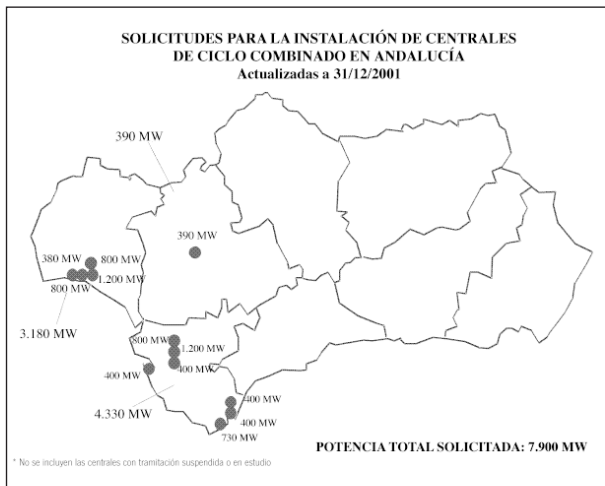 SOLICITUDES PARA LA INSTALACIÓN DE CENTRALES
DE CICLO COMBINADO EN ANDALUCÍA
Actualizadas a 31/12/2001
390 MW
390 MW
380 MW
800 MW
1.200 MW
800 MW
3.180 MW
800 MW
1.200 MW
400 MW
400 MW
4.330 MW
400 MW
400 MW
730 MW
POTENCIA TOTAL SOLICITADA: 7.900 MW
* No se incluyen las centrales con tramitación suspendida o en estudio